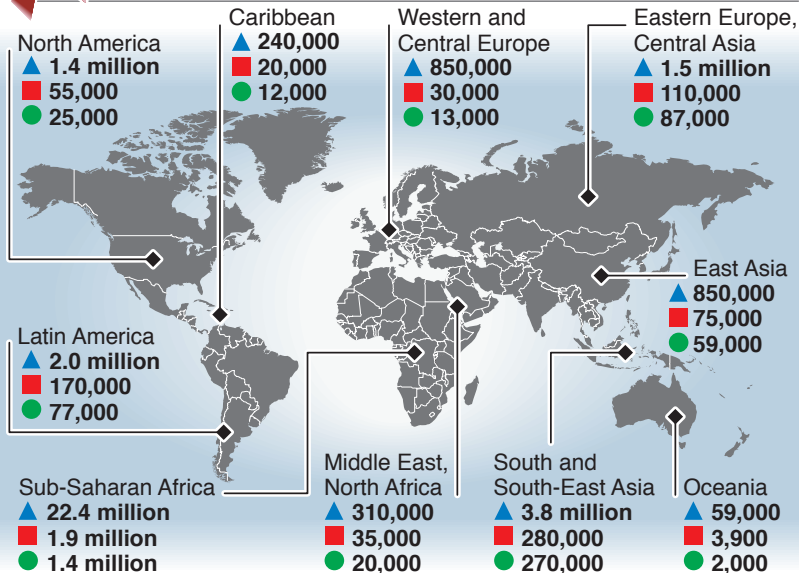 North America
1.4 million
55,000
25,000
Caribbean
240,000
20,000
12,000
Western and
Central Europe
850,000
30,000
13,000
Eastern Europe,
Central Asia
1.5 million
110,000
87,000
East Asia
850,000
75,000
59,000
Latin America
2.0 million
170,000
77,000
Sub-Saharan Africa
22.4 million
1.9 million
1.4 million
Middle East,
North Africa
310,000
35,000
20,000
South and
South-East Asia
3.8 million
280,000
270,000
Oceania
59,000
3,900
2,000